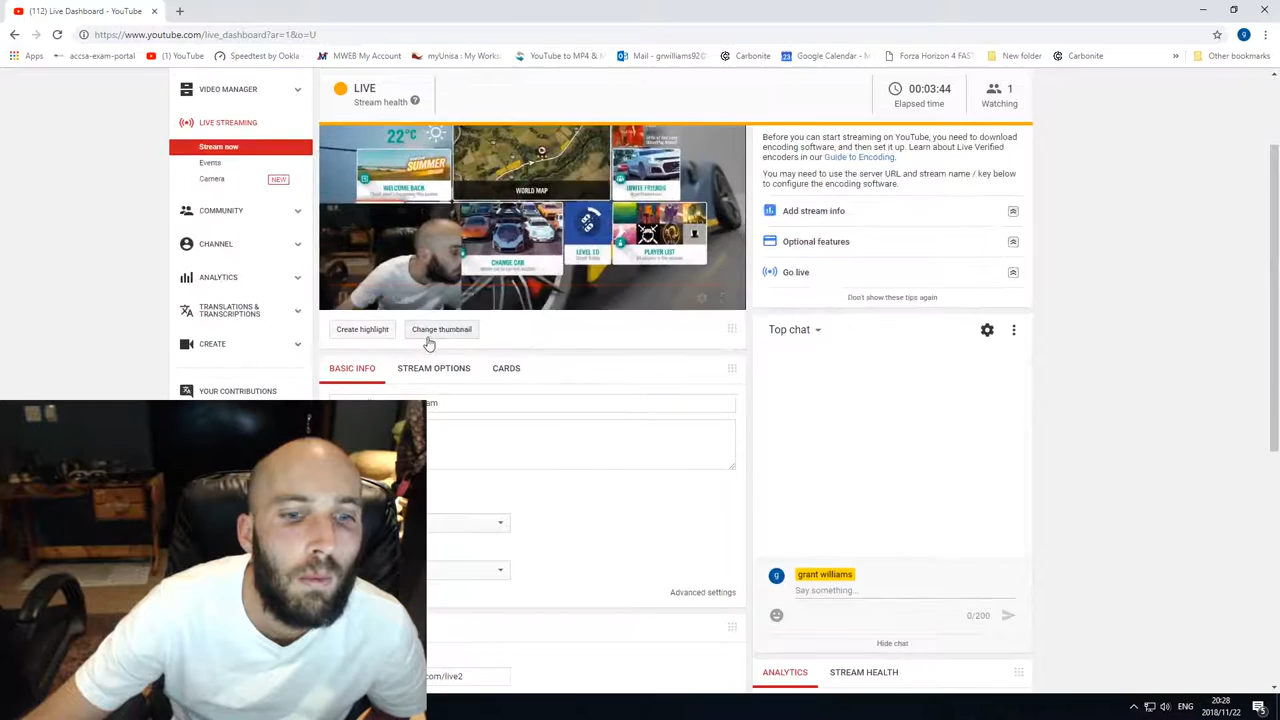 (112) Live Dashboard - YouTube
https://www.youtube.com/live_dashboard?ar=1&o=U
Apps accsa-exam-portal (1) YouTube Speedtest by Ookla MWEB My Account myUnisa : My Works YouTube to MP4 & Mail - grwilliams92@ Carbonite Google Calendar - Ma Forza Horizon 4 FAST New folder Carbonite » Other bookmarks
VIDEO MANAGER
LIVE STREAMING
Stream now
Events
Camera NEW
COMMUNITY
CHANNEL
ANALYTICS
TRANSLATIONS &
TRANSCRIPTIONS
CREATE
YOUR CONTRIBUTIONS
LIVE
Stream health ?
00:03:44
Elapsed time
1
Watching
22°C
SUMMER
WELCOME BACK
WORLD MAP
INVITE FRIENDS
CHANGE CAR
LEVEL 10
PLAYER LIST
Create highlight Change thumbnail
BASIC INFO STREAM OPTIONS CARDS
am
Advanced settings
com/live2
Before you can start streaming on YouTube, you need to download
encoding software, and then set it up. Learn about Live Verified
encoders in our Guide to Encoding.
You may need to use the server URL and stream name / key below
to configure the encoding software.
Add stream info
Optional features
Go live
Don't show these tips again
Top chat
g grant williams
Say something...
0/200
Hide chat
ANALYTICS STREAM HEALTH
ENG
20:28
2018/11/22